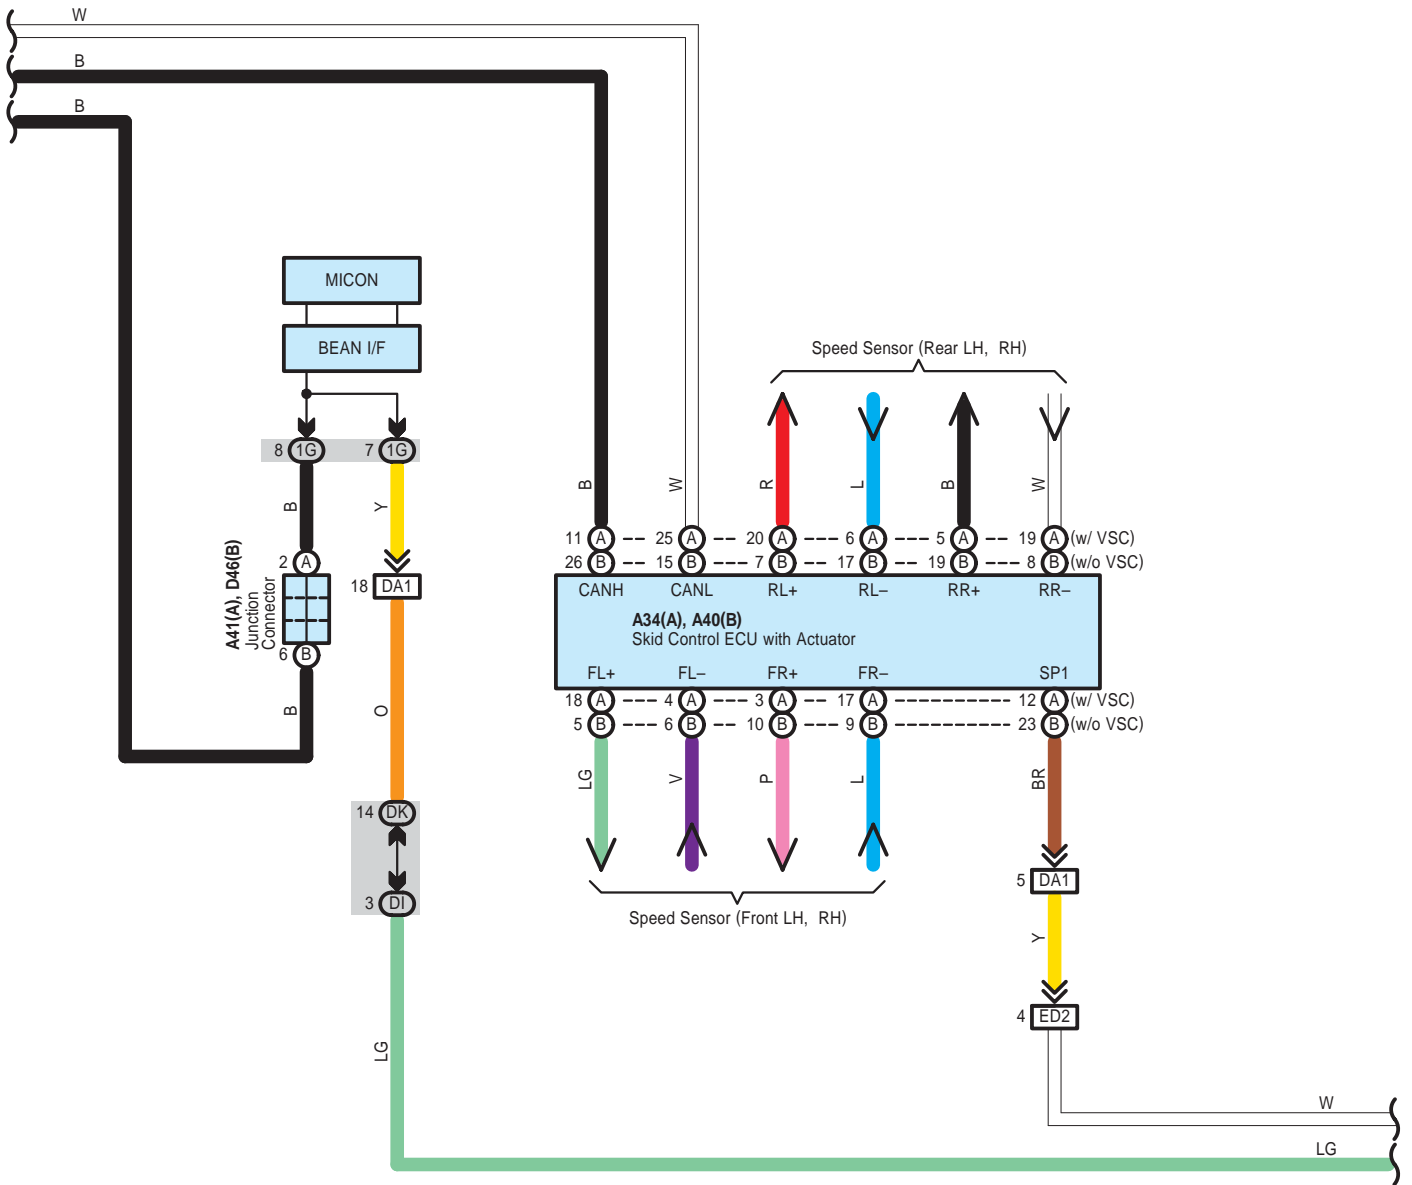 W
B
B
MICON
BEAN I/F
Speed Sensor (Rear LH, RH)
8 1G 7 1G
B Y B W R L B W
11 A 25 A 20 A 6 A 5 A 19 A (w/ VSC)
26 B 15 B 7 B 17 B 19 B 8 B (w/o VSC)
2 A
18 DA1
CANH CANL RL+ RL– RR+ RR–
A41(A), D46(B)
Junction
Connector
A34(A), A40(B)
Skid Control ECU with Actuator
6 B
FL+ FL– FR+ FR– SP1
18 A 4 A 3 A 17 A 12 A (w/ VSC)
5 B 6 B 10 B 9 B 23 B (w/o VSC)
B O
LG V P L BR
14 DK
5 DA1
3 DI
Speed Sensor (Front LH, RH)
Y
4 ED2
LG
W
LG